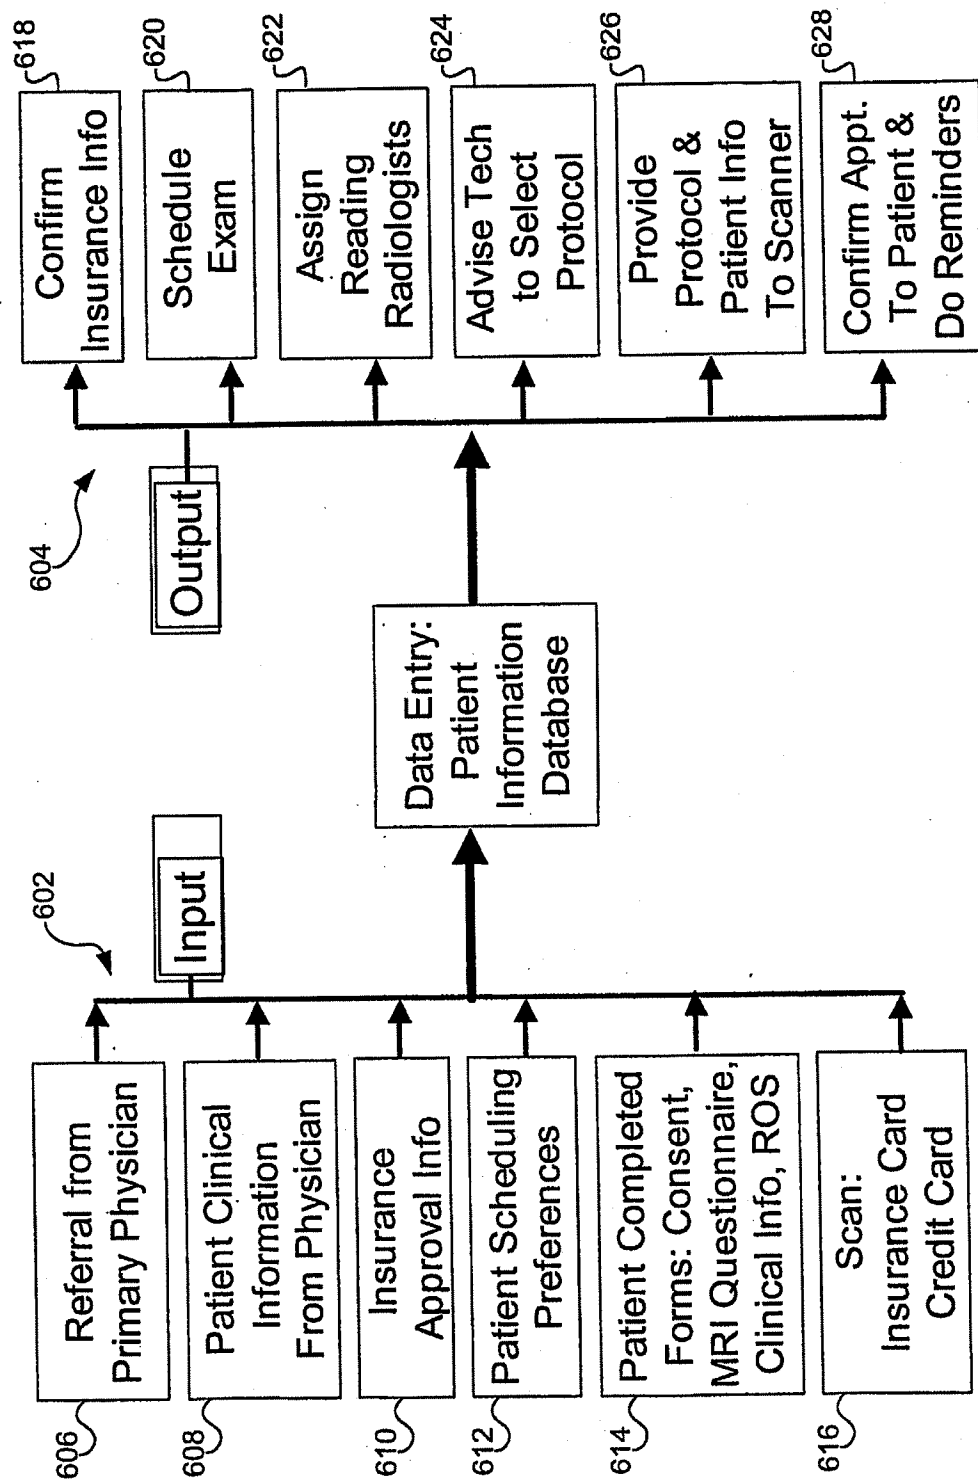 602
Input
606
Referral from
Primary Physician
608
Patient Clinical
Information
From Physician
610
Insurance
Approval Info
612
Patient Scheduling
Preferences
614
Patient Completed
Forms: Consent,
MRI Questionnaire,
Clinical Info, ROS
616
Scan:
Insurance Card
Credit Card
Data Entry:
Patient
Information
Database
604
Output
Confirm
Insurance Info
618
Schedule
Exam
620
Assign
Reading
Radiologists
622
Advise Tech
to Select
Protocol
624
Provide
Protocol &
Patient Info
To Scanner
626
Confirm Appt.
To Patient &
Do Reminders
628